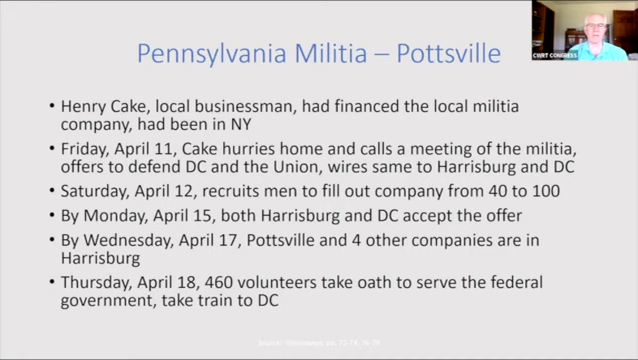 Pennsylvania Militia – Pottsville
CWRT CONGRESS
• Henry Cake, local businessman, had financed the local militia
company, had been in NY
• Friday, April 11, Cake hurries home and calls a meeting of the militia,
offers to defend DC and the Union, wires same to Harrisburg and DC
• Saturday, April 12, recruits men to fill out company from 40 to 100
• By Monday, April 15, both Harrisburg and DC accept the offer
• By Wednesday, April 17, Pottsville and 4 other companies are in
Harrisburg
• Thursday, April 18, 460 volunteers take oath to serve the federal
government, take train to DC